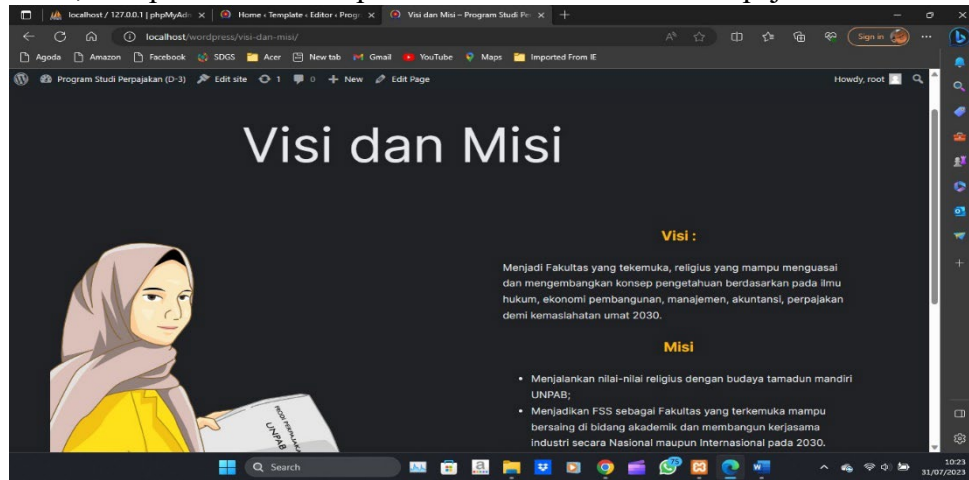 localhost / 127.0.0.1 | phpMyAdm
Home ‹ Template ‹ Editor ‹ Progr
Visi dan Misi – Program Studi Per
localhost/wordpress/visi-dan-misi/
Sign in
Agoda Amazon Facebook SDGS Acer New tab Gmail YouTube Maps Imported From IE
Program Studi Perpajakan (D-3) Edit site 1 0 New Edit Page Howdy, root
Visi dan Misi
Visi :
Menjadi Fakultas yang tekemuka, religius yang mampu menguasai
dan mengembangkan konsep pengetahuan berdasarkan pada ilmu
hukum, ekonomi pembangunan, manajemen, akuntansi, perpajakan
demi kemaslahatan umat 2030.
Misi
• Menjalankan nilai-nilai religius dengan budaya tamadun mandiri
UNPAB;
• Menjadikan FSS sebagai Fakultas yang terkemuka mampu
bersaing di bidang akademik dan membangun kerjasama
industri secara Nasional maupun Internasional pada 2030.
UNPAB
Search
10:23
31/07/2023